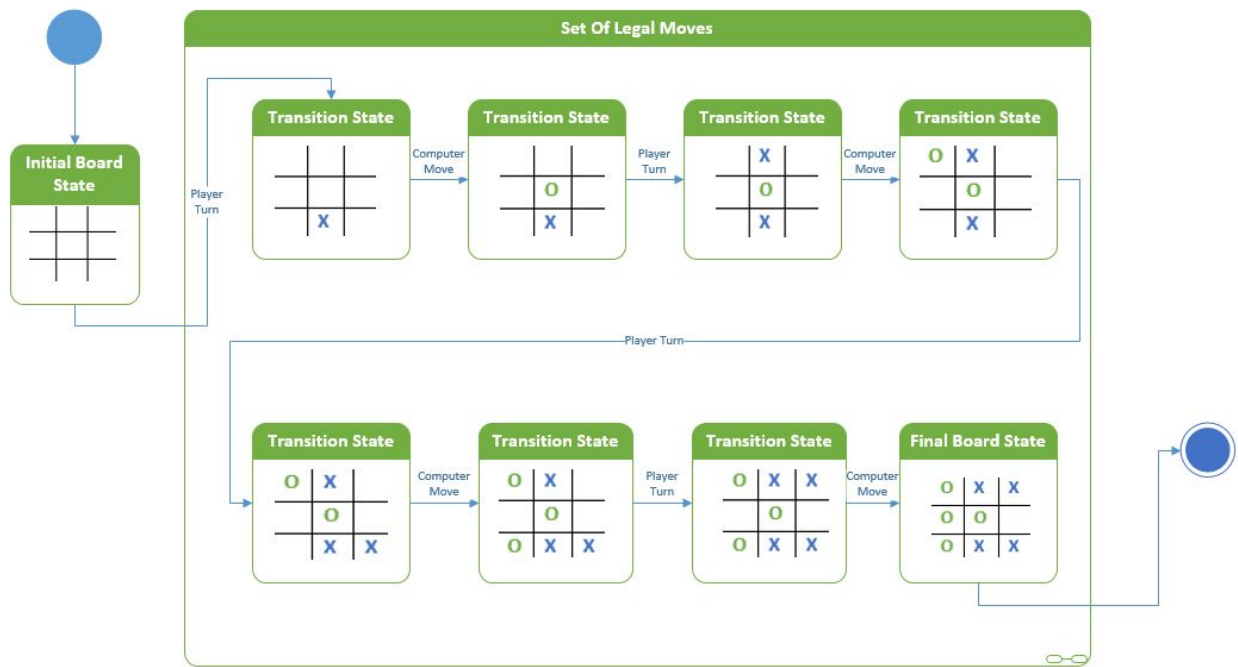 Set Of Legal Moves
Initial Board
State
Player
Turn
Transition State
X
Computer
Move
Transition State
O
X
Player
Turn
Transition State
X
O
X
Computer
Move
Transition State
O X
O
X
Player Turn
Transition State
O X
O
X X
Computer
Move
Transition State
O X
O
O X X
Player
Turn
Transition State
O X X
O
O X X
Computer
Move
Final Board State
O X X
O O
O X X